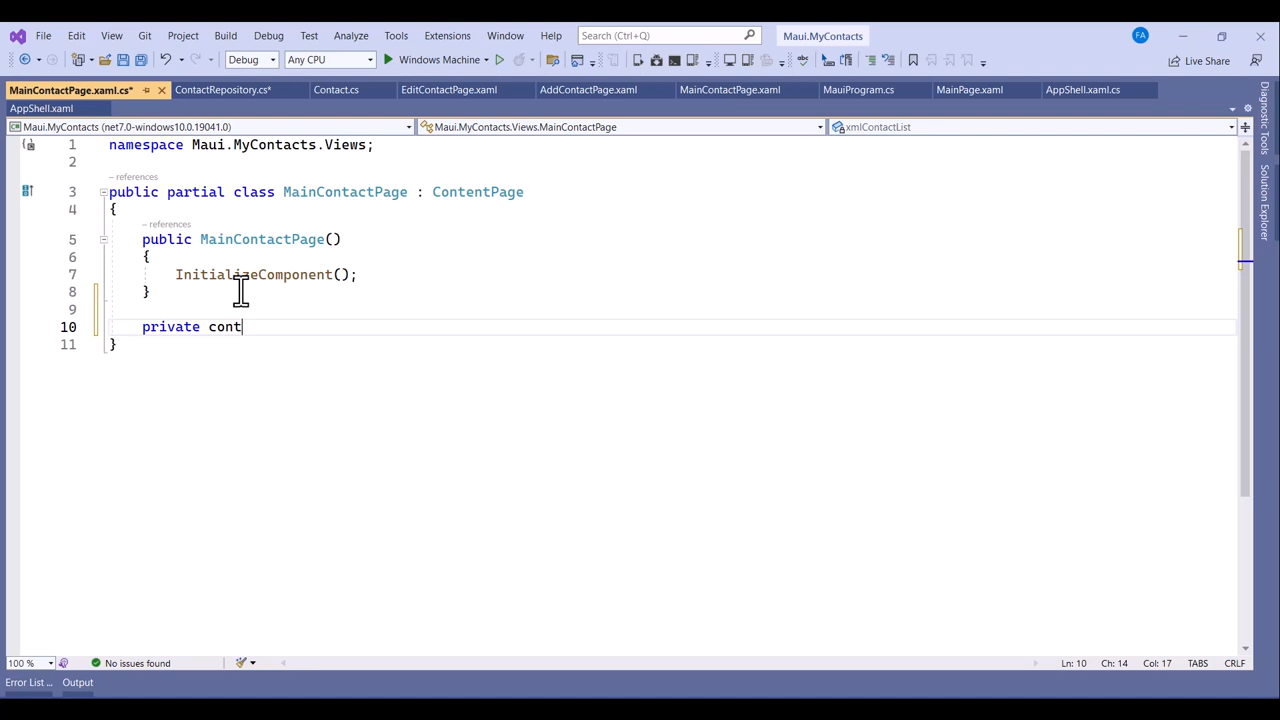 File Edit View Git Project Build Debug Test Analyze Tools Extensions Window Help Search (Ctrl+Q) Maui.MyContacts FA
Debug Any CPU Windows Machine Live Share
MainContactPage.xaml.cs* ContactRepository.cs* Contact.cs EditContactPage.xaml AddContactPage.xaml MainContactPage.xaml MauiProgram.cs MainPage.xaml AppShell.xaml.cs
AppShell.xaml
Maui.MyContacts (net7.0-windows10.0.19041.0) Maui.MyContacts.Views.MainContactPage xmlContactList
1 namespace Maui.MyContacts.Views;
2
– references
3 public partial class MainContactPage : ContentPage
4 {
– references
5 public MainContactPage()
6 {
7 InitializeComponent();
8 }
9
10 private cont
11 }
100 % No issues found Ln: 10 Ch: 14 Col: 17 TABS CRLF
Error List ... Output
Diagnostic Tools
Solution Explorer